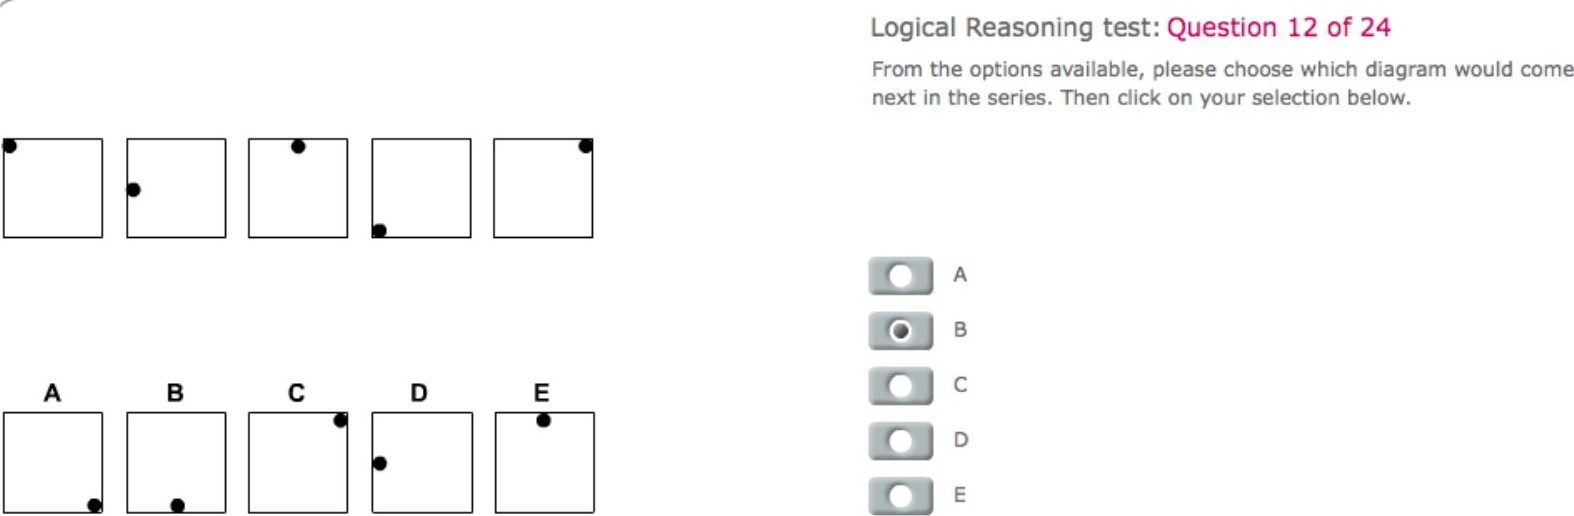 Logical Reasoning test: Question 12 of 24
From the options available, please choose which diagram would come
next in the series. Then click on your selection below.
A
B
C
D
E
A B C D E